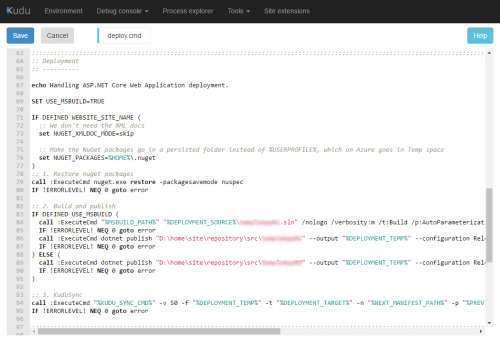 Kudu Environment Debug console Process explorer Tools Site extensions
Save Cancel deploy.cmd Help
63 ::::::::::::::::::::::::::::::::::::::::::::::::::::::::::::::::::::::::::::::::::::::::::::::::::::::
64 :: Deployment
65 :: ----------
66
67 echo Handling ASP.NET Core Web Application deployment.
68
69 SET USE_MSBUILD=TRUE
70
71 IF DEFINED WEBSITE_SITE_NAME (
72 :: We don't need the XML docs
73 set NUGET_XMLDOC_MODE=skip
74
75 :: Make the NuGet packages go in a persisted folder instead of %USERPROFILE%, which on Azure goes in Temp space
76 set NUGET_PACKAGES=%HOME%\.nuget
77 )
78 :: 1. Restore nuget packages
79 call :ExecuteCmd nuget.exe restore -packagesavemode nuspec
80 IF !ERRORLEVEL! NEQ 0 goto error
81
82 :: 2. Build and publish
83 IF DEFINED USE_MSBUILD (
84 call :ExecuteCmd "%MSBUILD_PATH%" "%DEPLOYMENT_SOURCE%\ .sln" /nologo /verbosity:m /t:Build /p:AutoParameterizat
85 IF !ERRORLEVEL! NEQ 0 goto error
86 call :ExecuteCmd dotnet publish "D:\home\site\repository\src\ " --output "%DEPLOYMENT_TEMP%" --configuration Rel
87 IF !ERRORLEVEL! NEQ 0 goto error
88 ) ELSE (
89 call :ExecuteCmd dotnet publish "D:\home\site\repository\src\ " --output "%DEPLOYMENT_TEMP%" --configuration Rel
90 IF !ERRORLEVEL! NEQ 0 goto error
91 )
92
93 :: 3. KuduSync
94 call :ExecuteCmd "%KUDU_SYNC_CMD%" -v 50 -f "%DEPLOYMENT_TEMP%" -t "%DEPLOYMENT_TARGET%" -n "%NEXT_MANIFEST_PATH%" -p "%PREV
95 IF !ERRORLEVEL! NEQ 0 goto error
96
97 ::::::::::::::::::::::::::::::::::::::::::::::::::::::::::::::::::::::::::::::::::::::::::::::::::::::
98